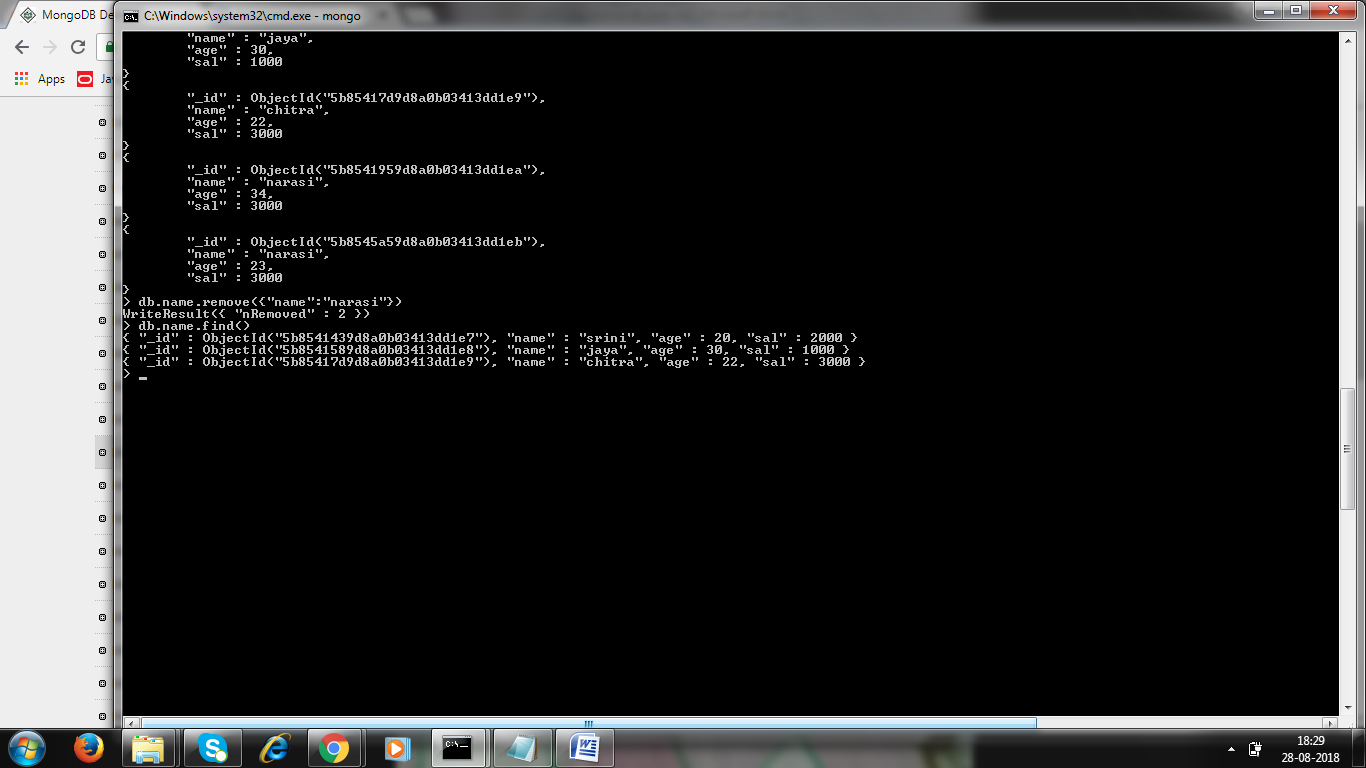 MongoDB De
C:\Windows\system32\cmd.exe - mongo
Apps
Ja
"name" : "jaya",
"age" : 30,
"sal" : 1000
}
{
"_id" : ObjectId("5b85417d9d8a0b03413dd1e9"),
"name" : "chitra",
"age" : 22,
"sal" : 3000
}
{
"_id" : ObjectId("5b8541959d8a0b03413dd1ea"),
"name" : "narasi",
"age" : 34,
"sal" : 3000
}
{
"_id" : ObjectId("5b8545a59d8a0b03413dd1eb"),
"name" : "narasi",
"age" : 23,
"sal" : 3000
}
> db.name.remove({"name":"narasi"})
WriteResult({ "nRemoved" : 2 })
> db.name.find()
{ "_id" : ObjectId("5b8541439d8a0b03413dd1e7"), "name" : "srini", "age" : 20, "sal" : 2000 }
{ "_id" : ObjectId("5b8541589d8a0b03413dd1e8"), "name" : "jaya", "age" : 30, "sal" : 1000 }
{ "_id" : ObjectId("5b85417d9d8a0b03413dd1e9"), "name" : "chitra", "age" : 22, "sal" : 3000 }
> _
18:29
28-08-2018